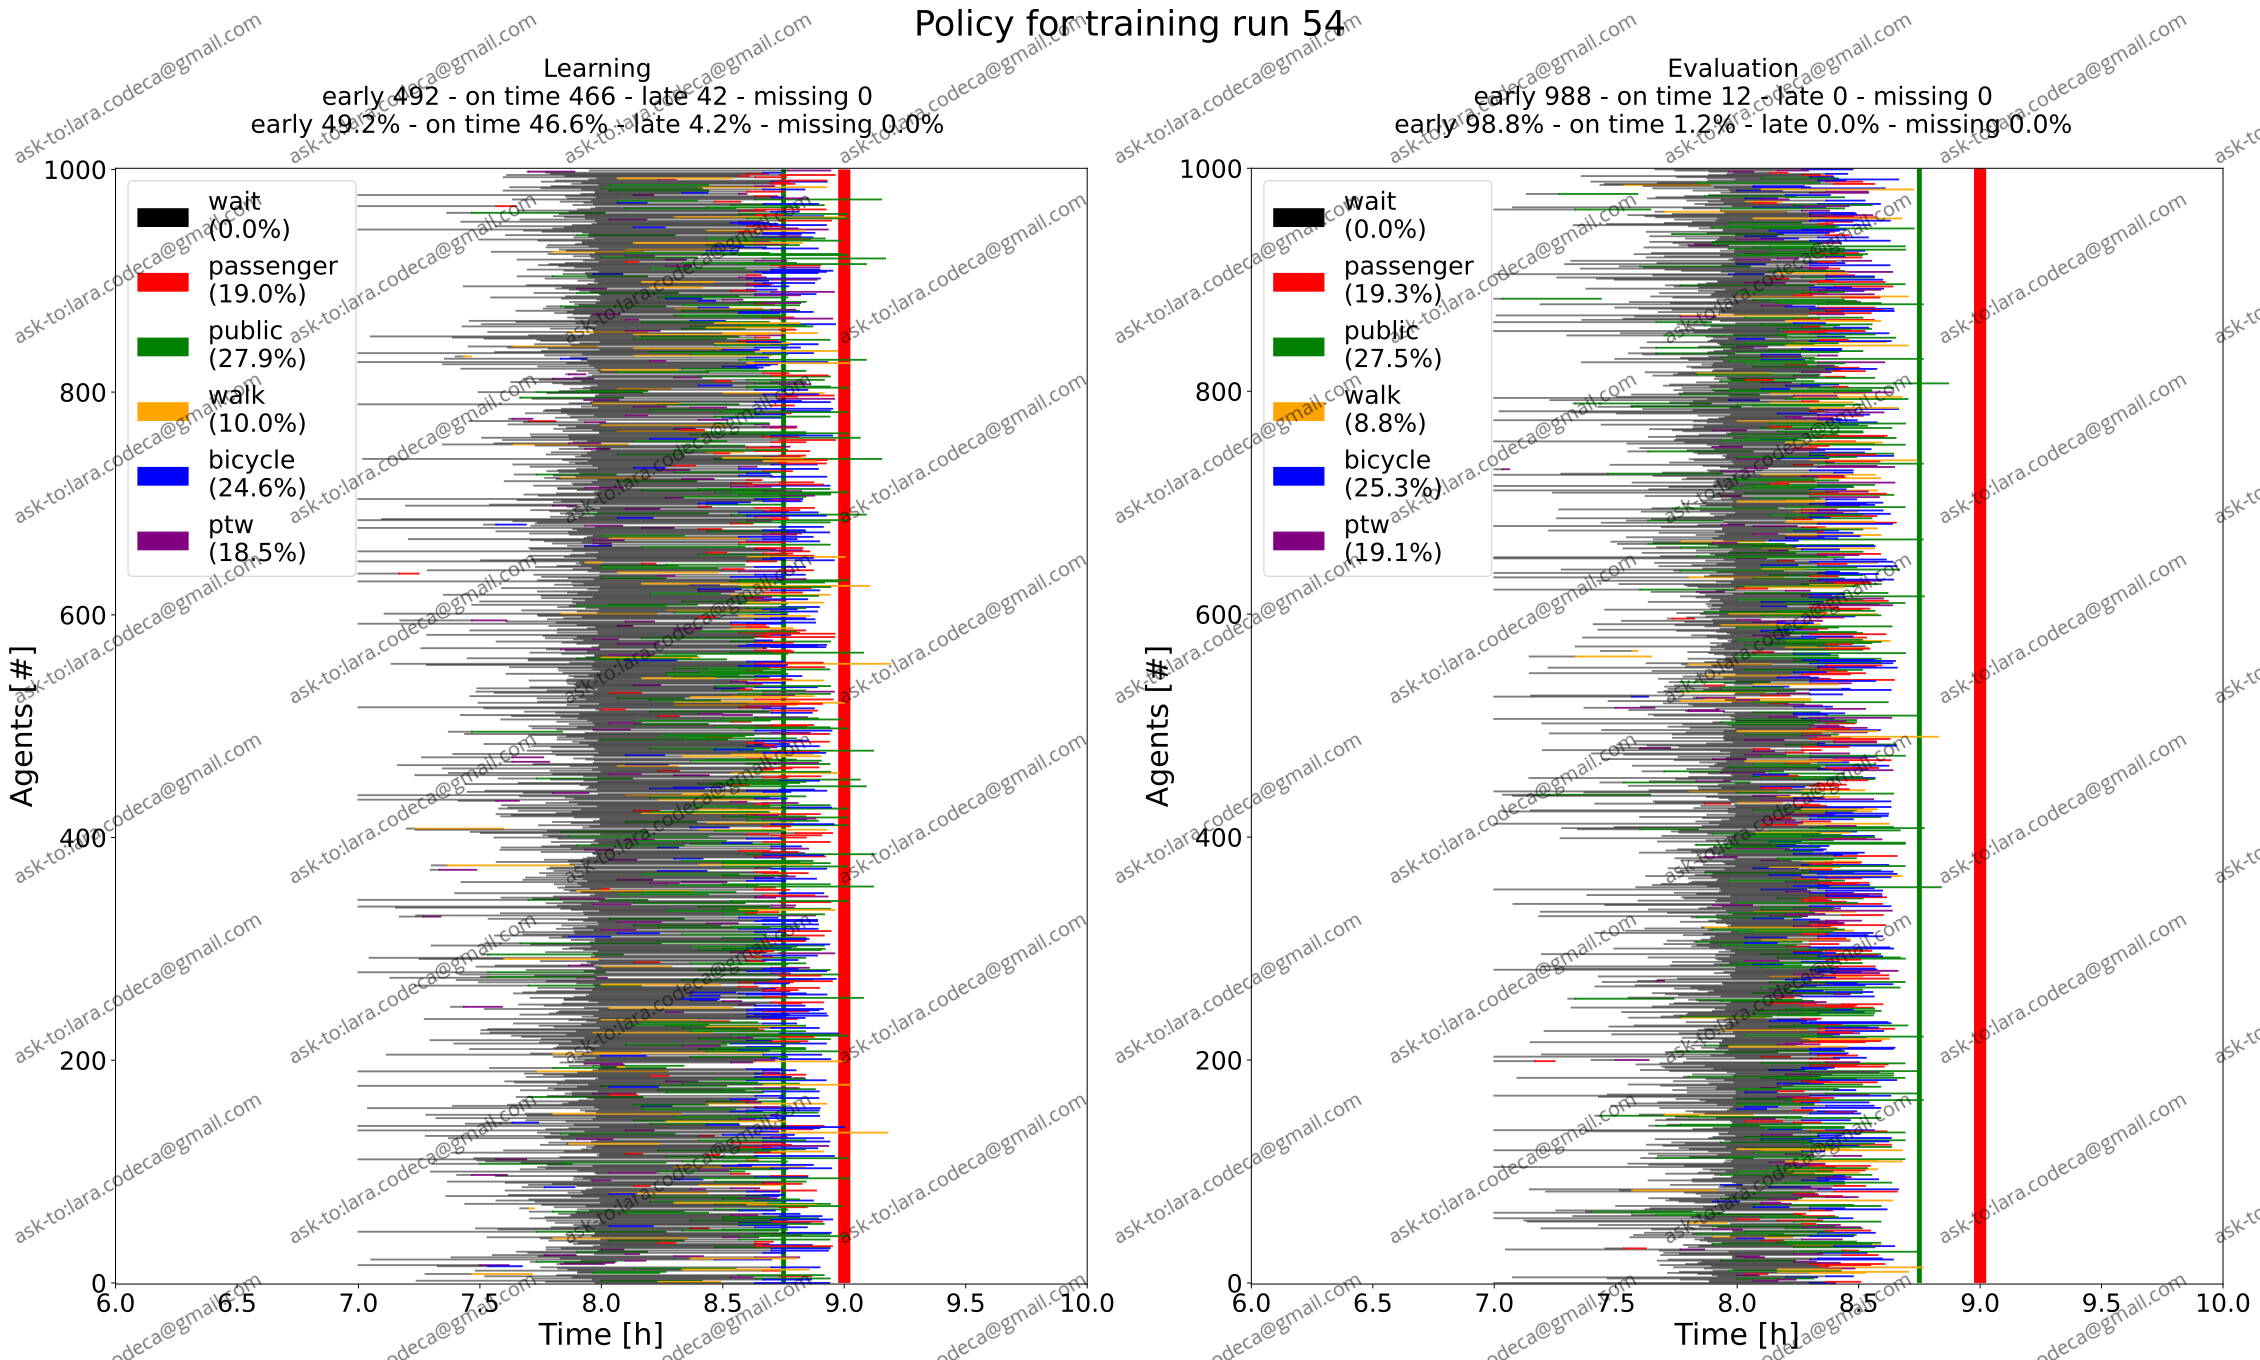 Policy for training run 54
Learning
early 492 - on time 466 - late 42 - missing 0
early 49.2% - on time 46.6% - late 4.2% - missing 0.0%
1000
800
600
400
200
0
Agents [#]
wait
(0.0%)
passenger
(19.0%)
public
(27.9%)
walk
(10.0%)
bicycle
(24.6%)
ptw
(18.5%)
6.0 6.5 7.0 7.5 8.0 8.5 9.0 9.5 10.0
Time [h]
Evaluation
early 988 - on time 12 - late 0 - missing 0
early 98.8% - on time 1.2% - late 0.0% - missing 0.0%
1000
800
600
400
200
0
Agents [#]
wait
(0.0%)
passenger
(19.3%)
public
(27.5%)
walk
(8.8%)
bicycle
(25.3%)
ptw
(19.1%)
6.0 6.5 7.0 7.5 8.0 8.5 9.0 9.5 10.0
Time [h]
ask-to:lara.codeca@gmail.com